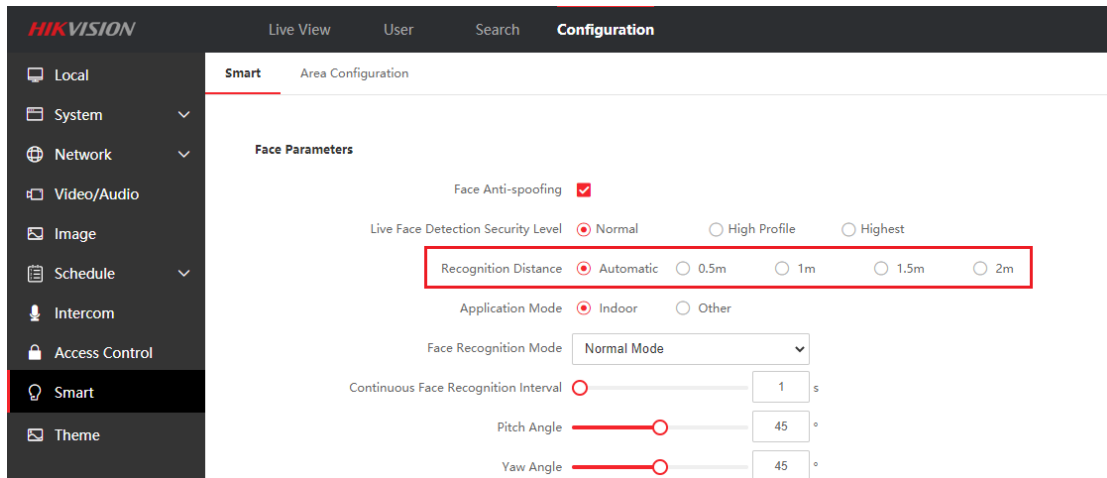 HIKVISION Live View User Search Configuration
Local
System
Network
Video/Audio
Image
Schedule
Intercom
Access Control
Smart
Theme
Smart Area Configuration
Face Parameters
Face Anti-spoofing
Live Face Detection Security Level Normal High Profile Highest
Recognition Distance Automatic 0.5m 1m 1.5m 2m
Application Mode Indoor Other
Face Recognition Mode Normal Mode
Continuous Face Recognition Interval 1 s
Pitch Angle 45 °
Yaw Angle 45 °